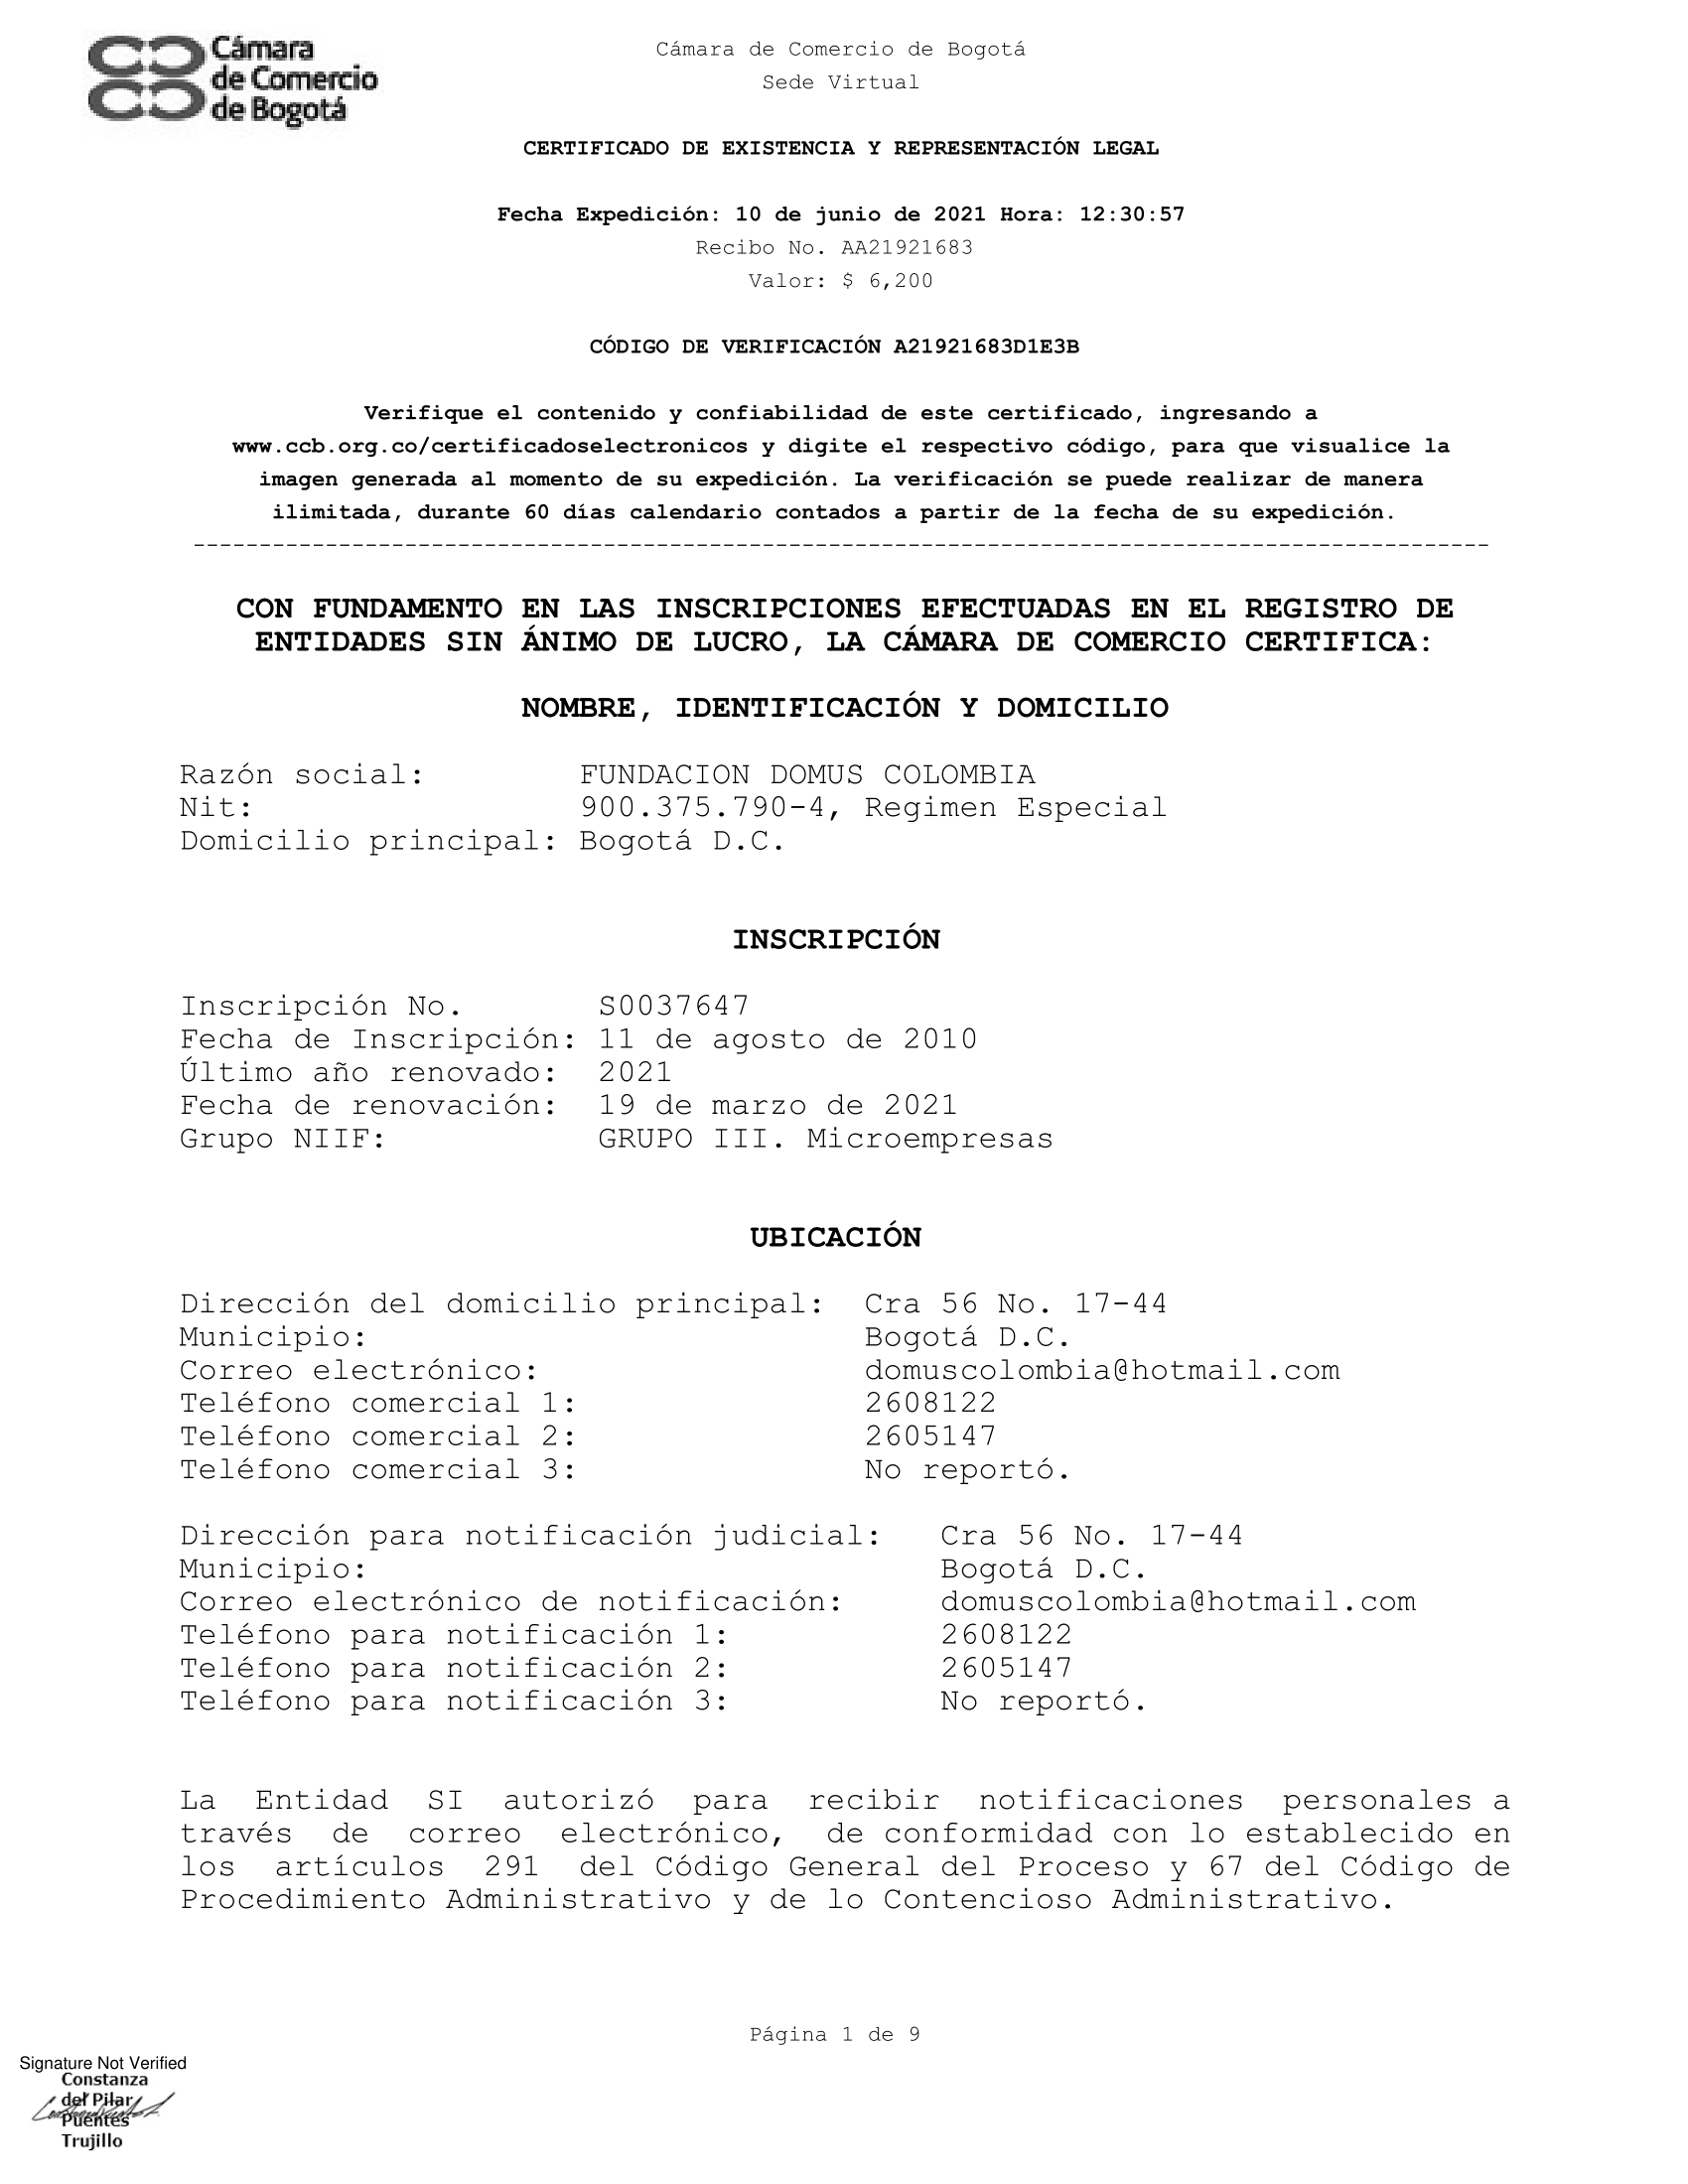 Cámara
de Comercio
de Bogotá
Cámara de Comercio de Bogotá
Sede Virtual
CERTIFICADO DE EXISTENCIA Y REPRESENTACIÓN LEGAL
Fecha Expedición: 10 de junio de 2021 Hora: 12:30:57
Recibo No. AA21921683
Valor: $ 6,200
CÓDIGO DE VERIFICACIÓN A21921683D1E3B
Verifique el contenido y confiabilidad de este certificado, ingresando a
www.ccb.org.co/certificadoselectronicos y digite el respectivo código, para que visualice la
imagen generada al momento de su expedición. La verificación se puede realizar de manera
ilimitada, durante 60 días calendario contados a partir de la fecha de su expedición.
--------------------------------------------------------------------------------------------------
CON FUNDAMENTO EN LAS INSCRIPCIONES EFECTUADAS EN EL REGISTRO DE
ENTIDADES SIN ÁNIMO DE LUCRO, LA CÁMARA DE COMERCIO CERTIFICA:
NOMBRE, IDENTIFICACIÓN Y DOMICILIO
Razón social: FUNDACION DOMUS COLOMBIA
Nit: 900.375.790-4, Regimen Especial
Domicilio principal: Bogotá D.C.
INSCRIPCIÓN
Inscripción No. S0037647
Fecha de Inscripción: 11 de agosto de 2010
Último año renovado: 2021
Fecha de renovación: 19 de marzo de 2021
Grupo NIIF: GRUPO III. Microempresas
UBICACIÓN
Dirección del domicilio principal: Cra 56 No. 17-44
Municipio: Bogotá D.C.
Correo electrónico: domuscolombia@hotmail.com
Teléfono comercial 1: 2608122
Teléfono comercial 2: 2605147
Teléfono comercial 3: No reportó.
Dirección para notificación judicial: Cra 56 No. 17-44
Municipio: Bogotá D.C.
Correo electrónico de notificación: domuscolombia@hotmail.com
Teléfono para notificación 1: 2608122
Teléfono para notificación 2: 2605147
Teléfono para notificación 3: No reportó.
La Entidad SI autorizó para recibir notificaciones personales a
través de correo electrónico, de conformidad con lo establecido en
los artículos 291 del Código General del Proceso y 67 del Código de
Procedimiento Administrativo y de lo Contencioso Administrativo.
Página 1 de 9
Signature Not Verified
Constanza
del Pilar
Puentes
Trujillo